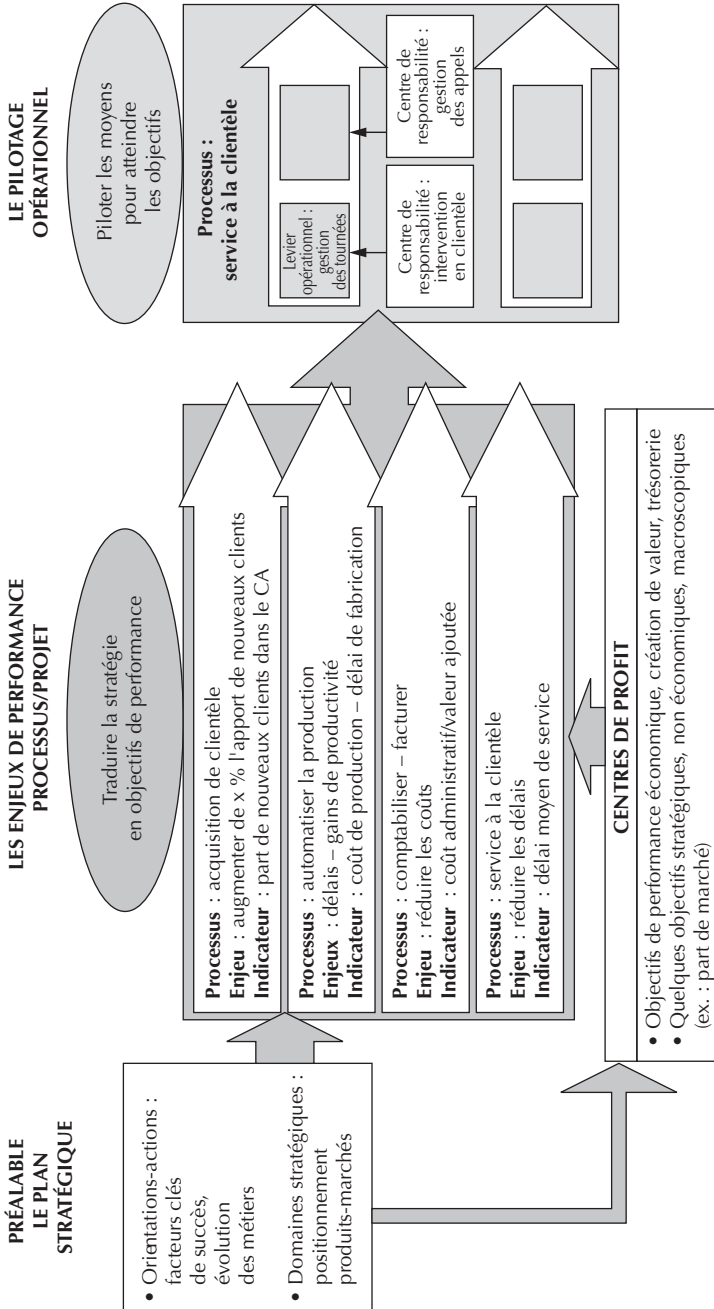 PRÉALABLE
LE PLAN
STRATÉGIQUE
• Orientations-actions :
facteurs clés
de succès,
évolution
des métiers
• Domaines stratégiques :
positionnement
produits-marchés
LES ENJEUX DE PERFORMANCE
PROCESSUS/PROJET
Traduire la stratégie
en objectifs de performance
Processus : acquisition de clientèle
Enjeu : augmenter de x % l'apport de nouveaux clients
Indicateur : part de nouveaux clients dans le CA
Processus : automatiser la production
Enjeux : délais – gains de productivité
Indicateur : coût de production – délai de fabrication
Processus : comptabiliser – facturer
Enjeu : réduire les coûts
Indicateur : coût administratif/valeur ajoutée
Processus : service à la clientèle
Enjeu : réduire les délais
Indicateur : délai moyen de service
CENTRES DE PROFIT
• Objectifs de performance économique, création de valeur, trésorerie
• Quelques objectifs stratégiques, non économiques, macroscopiques
(ex. : part de marché)
LE PILOTAGE
OPÉRATIONNEL
Piloter les moyens
pour atteindre
les objectifs
Processus :
service à la clientèle
Levier
opérationnel :
gestion
des tournées
Centre de
responsabilité :
intervention
en clientèle
Centre de
responsabilité :
gestion
des appels